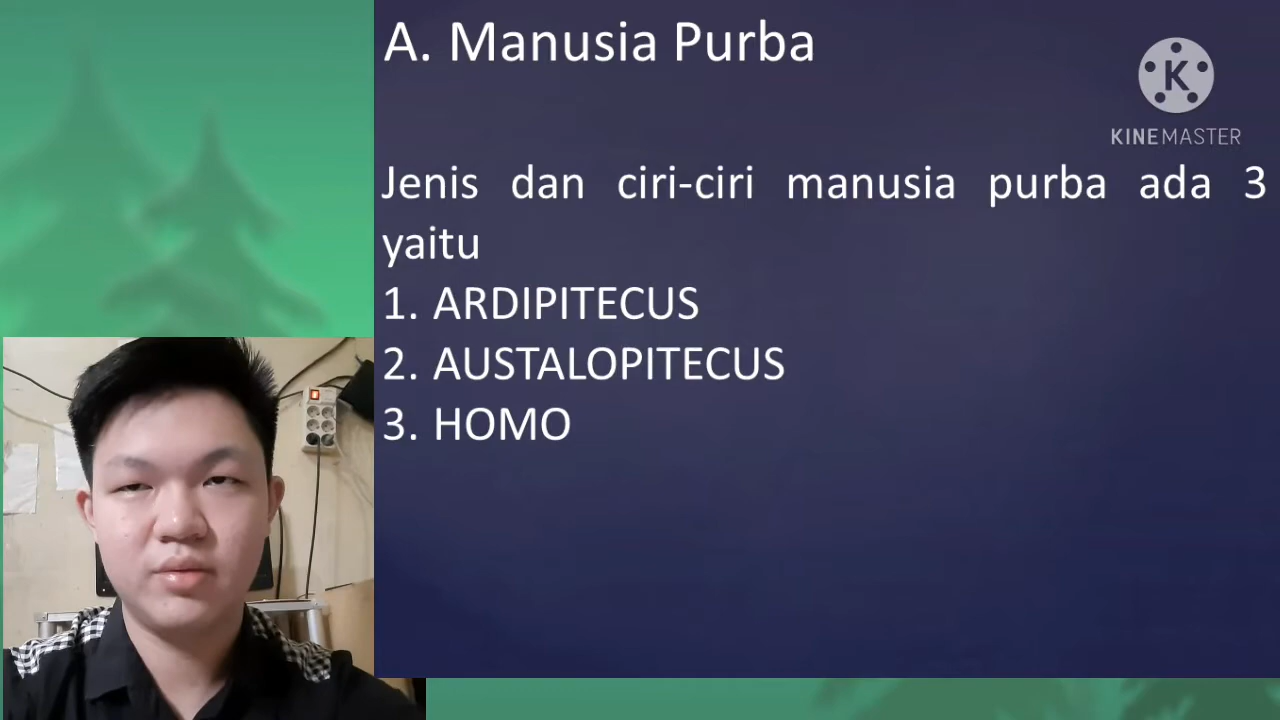 A. Manusia Purba
KINEMASTER
Jenis dan ciri-ciri manusia purba ada 3
yaitu
1. ARDIPITECUS
2. AUSTALOPITECUS
3. HOMO